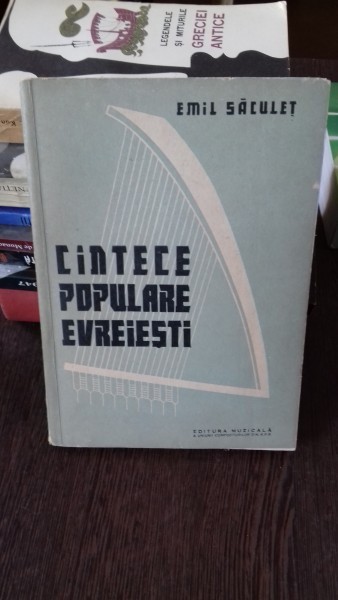 LEGENDELE
ȘI MITURILE
GRECIEI
ANTICE
EMIL SĂCULEȚ
CINTECE
POPULARE
EVREIEȘTI
EDITURA MUZICALĂ